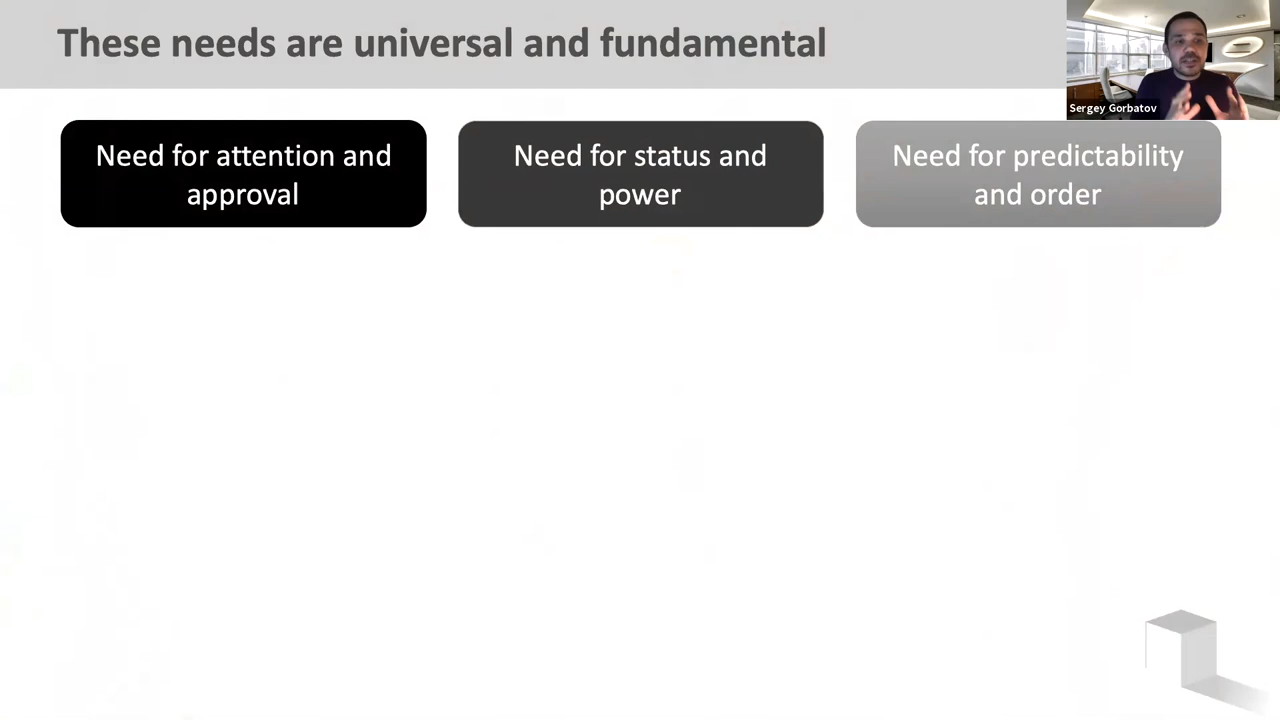 These needs are universal and fundamental
Sergey Gorbatov
Need for attention and
approval
Need for status and
power
Need for predictability
and order